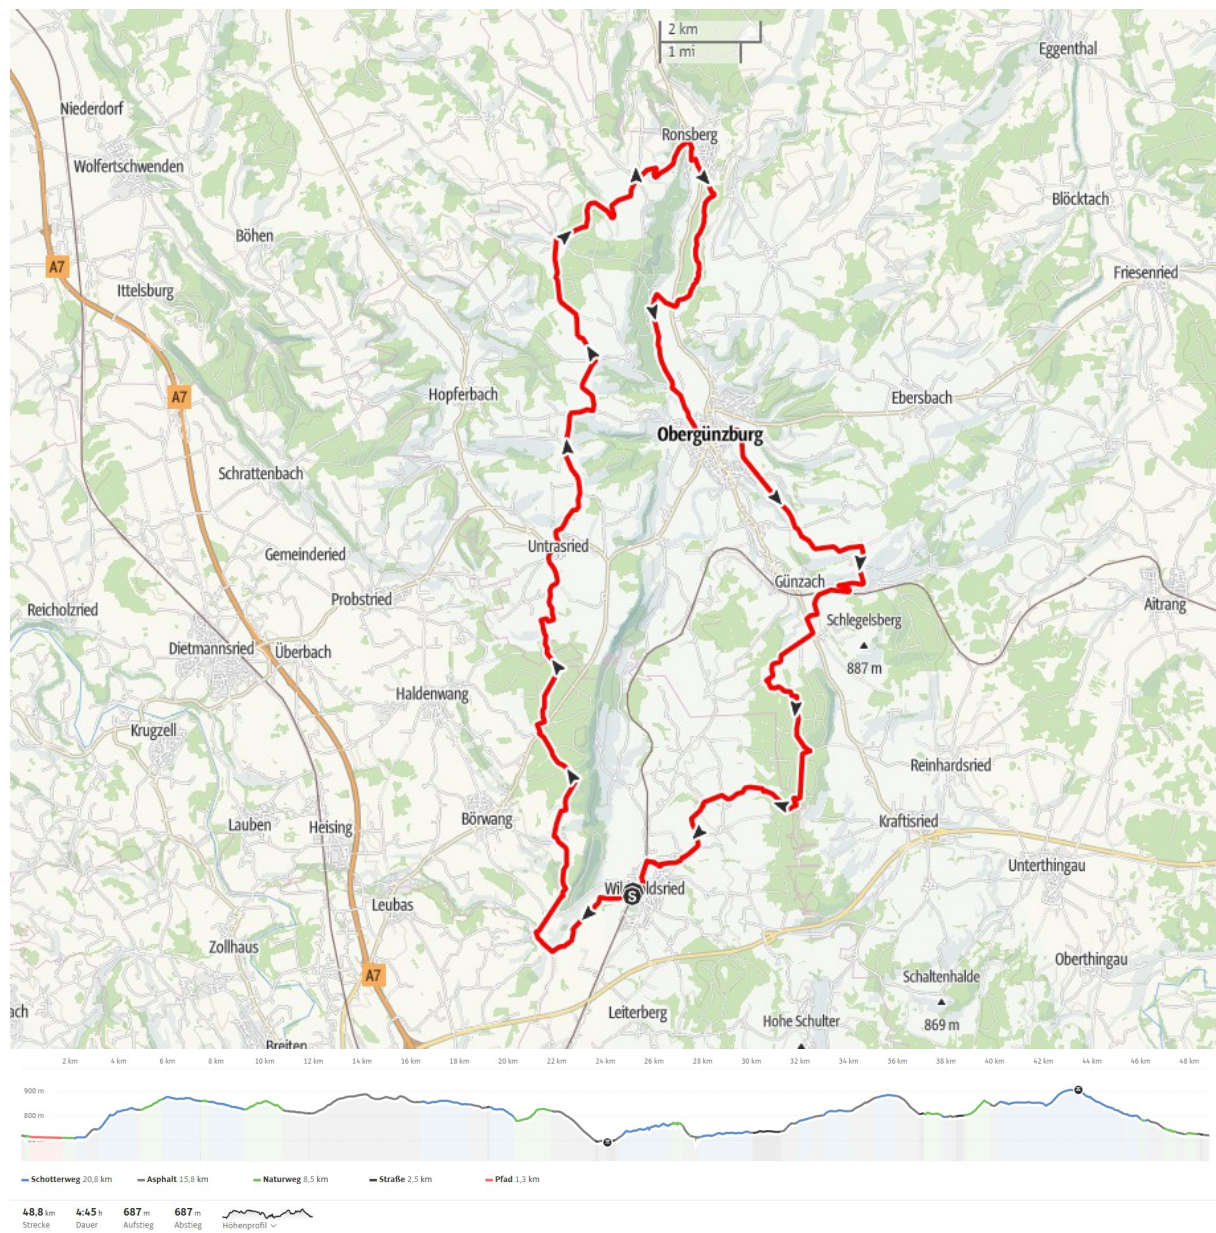 2 km
1 mi
Eggenthal
Niederdorf
Ronsberg
Wolfertschwenden
Blöcktach
Böhen
A7
Friesenried
Ittelsburg
A7
Hopferbach
Ebersbach
Obergünzburg
Schrattenbach
Untrasried
Gemeinderied
Günzach
Probstried
Reicholzried
Aitrang
Schlegelsberg
Dietmannsried
Überbach
887 m
Haldenwang
Krugzell
Reinhardsried
Börwang
Lauben
Heising
Kraftisried
Unterthingau
S
Leubas
Zollhaus
Oberthingau
A7
Schaltenhalde
ach
Leiterberg
Hohe Schulter
869 m
Breiten
2 km 4 km 6 km 8 km 10 km 12 km 14 km 16 km 18 km 20 km 22 km 24 km 26 km 28 km 30 km 32 km 34 km 36 km 38 km 40 km 42 km 44 km 46 km 48 km
900 m
800 m
Schotterweg 20,8 km Asphalt 15,8 km Naturweg 8,5 km Straße 2,5 km Pfad 1,3 km
48,8 km 4:45 h 687 m 687 m
Strecke Dauer Aufstieg Abstieg Höhenprofil